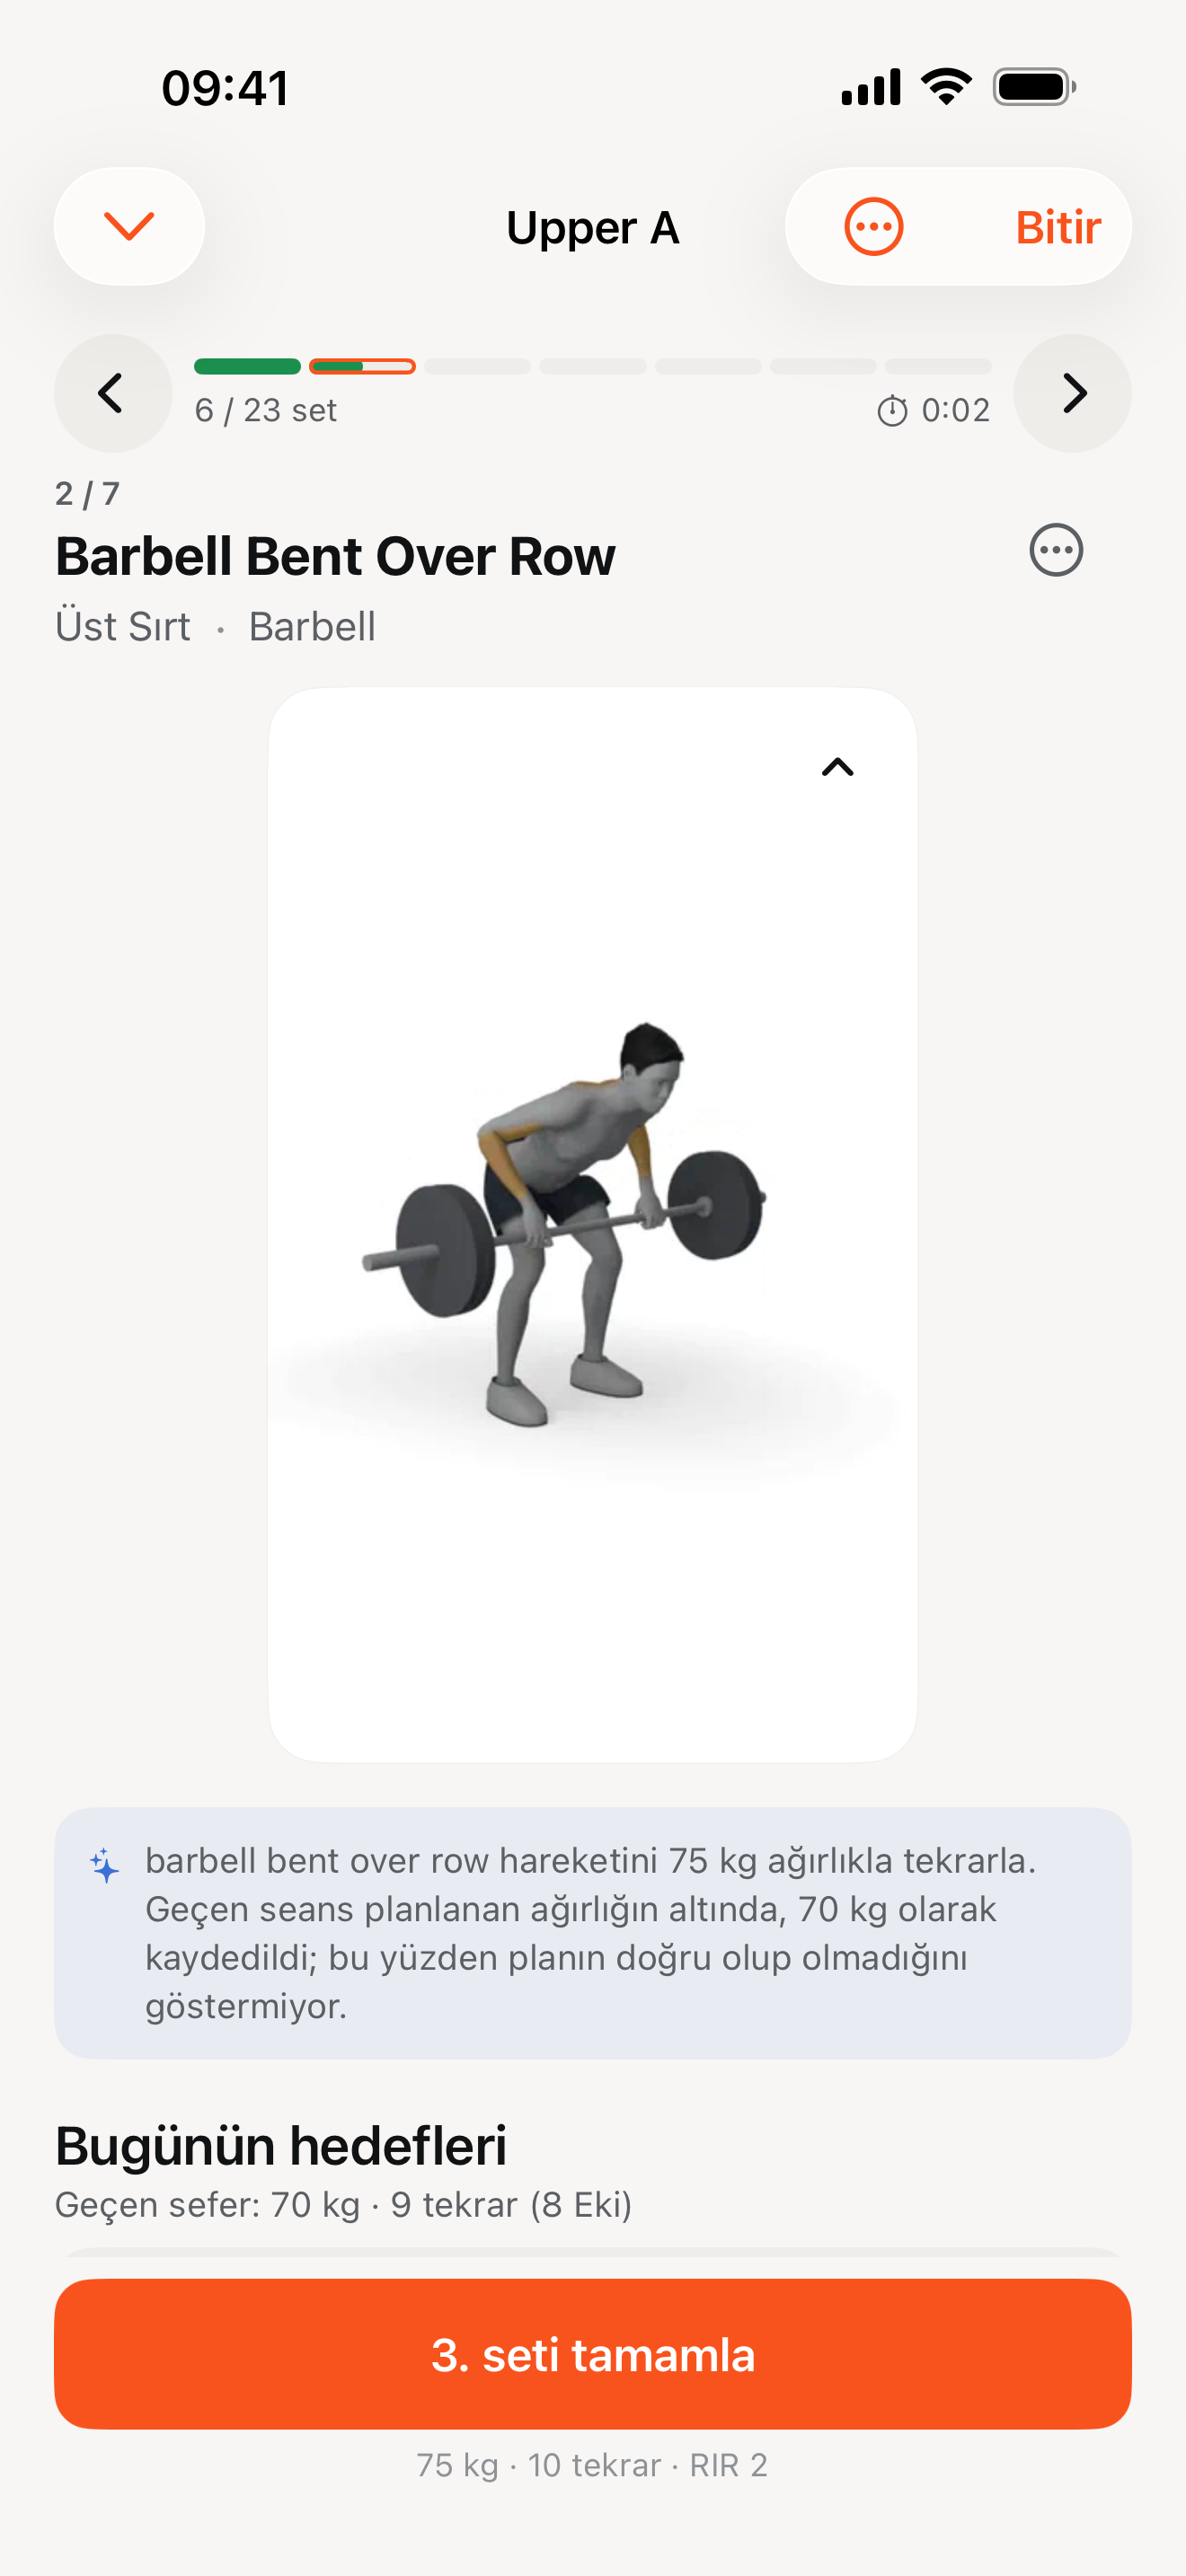 09:41
Upper A
Bitir
6 / 23 set
0:02
2 / 7
Barbell Bent Over Row
Üst Sırt · Barbell
barbell bent over row hareketini 75 kg ağırlıkla tekrarla.
Geçen seans planlanan ağırlığın altında, 70 kg olarak
kaydedildi; bu yüzden planın doğru olup olmadığını
göstermiyor.
Bugünün hedefleri
Geçen sefer: 70 kg · 9 tekrar (8 Eki)
3. seti tamamla
75 kg · 10 tekrar · RIR 2